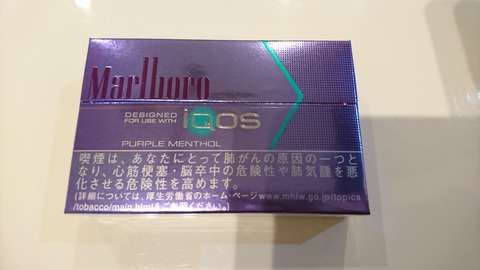 Marlboro
DESIGNED
FOR USE WITH
iQOS
PURPLE MENTHOL
喫煙は、あなたにとって肺がんの原因の一つと
なり、心筋梗塞・脳卒中の危険性や肺気腫を悪
化させる危険性を高めます。
(詳細については、厚生労働省のホーム・ページwww.mhlw.go.jp/topics
/tobacco/main.htmlをご参照ください。)